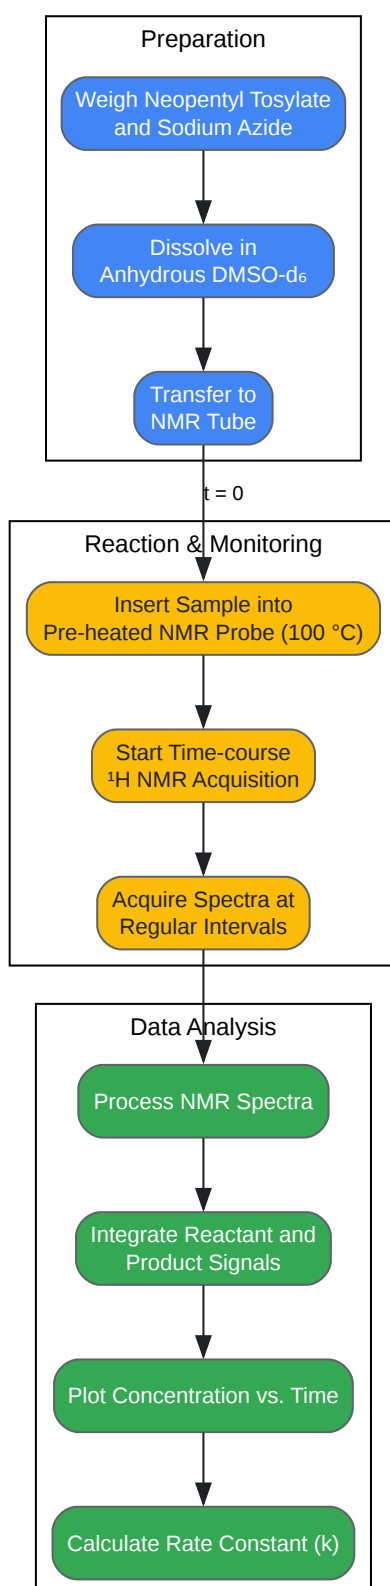 Preparation
Weigh Neopentyl Tosylate
and Sodium Azide
Dissolve in
Anhydrous DMSO-d₆
Transfer to
NMR Tube
t = 0
Reaction & Monitoring
Insert Sample into
Pre-heated NMR Probe (100 °C)
Start Time-course
¹H NMR Acquisition
Acquire Spectra at
Regular Intervals
Data Analysis
Process NMR Spectra
Integrate Reactant and
Product Signals
Plot Concentration vs. Time
Calculate Rate Constant (k)